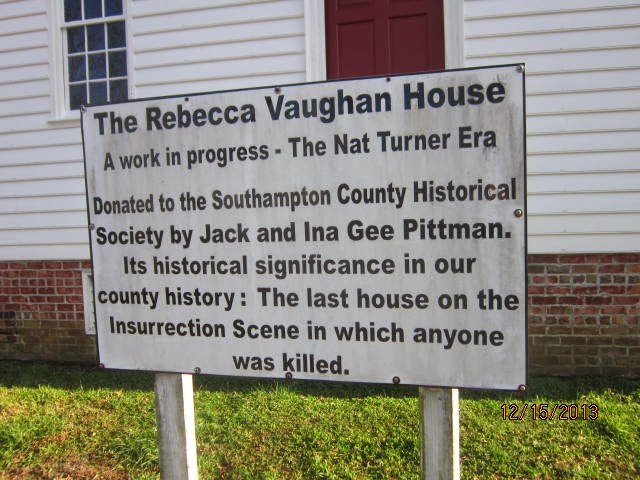 The Rebecca Vaughan House
A work in progress - The Nat Turner Era
Donated to the Southampton County Historical
Society by Jack and Ina Gee Pittman.
Its historical significance in our
county history: The last house on the
Insurrection Scene in which anyone
was killed.
12/15/2013